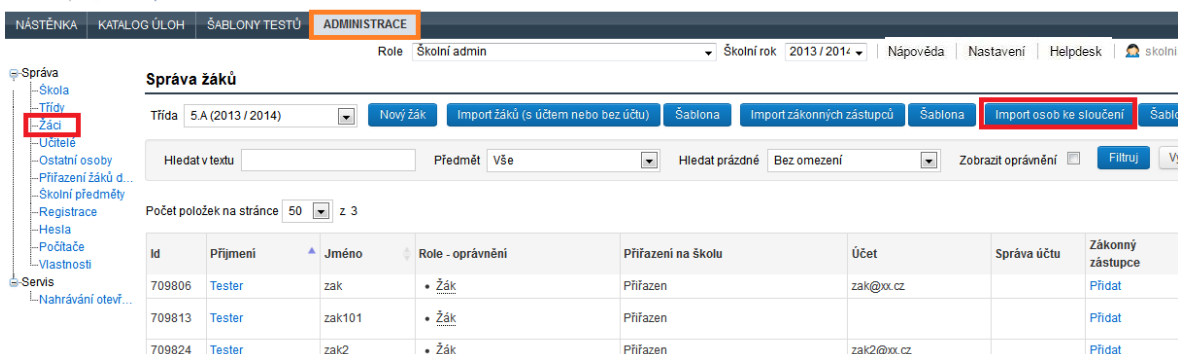 NÁSTĚNKA KATALOG ÚLOH ŠABLONY TESTŮ ADMINISTRACE
Role Školní admin Školní rok 2013 / 2014 Nápověda Nastavení Helpdesk skolni
Správa
Škola
Třídy
Žáci
Učitelé
Ostatní osoby
Přiřazení žáků d...
Školní předměty
Registrace
Hesla
Počítače
Vlastnosti
Servis
Nahrávání otevř...
Správa žáků
Třída 5.A (2013 / 2014) Nový žák Import žáků (s účtem nebo bez účtu) Šablona Import zákonných zástupců Šablona Import osob ke sloučení Šablo
Hledat v textu Předmět Vše Hledat prázdné Bez omezení Zobrazit oprávnění Filtruj Vy
Počet položek na stránce 50 z 3
Id Příjmení Jméno Role - oprávnění Přiřazení na školu Účet Správa účtu Zákonný
zástupce
709806 Tester zak • Žák Přiřazen zak@xx.cz Přidat
709813 Tester zak101 • Žák Přiřazen Přidat
709824 Tester zak2 • Žák Přiřazen zak2@xx.cz Přidat